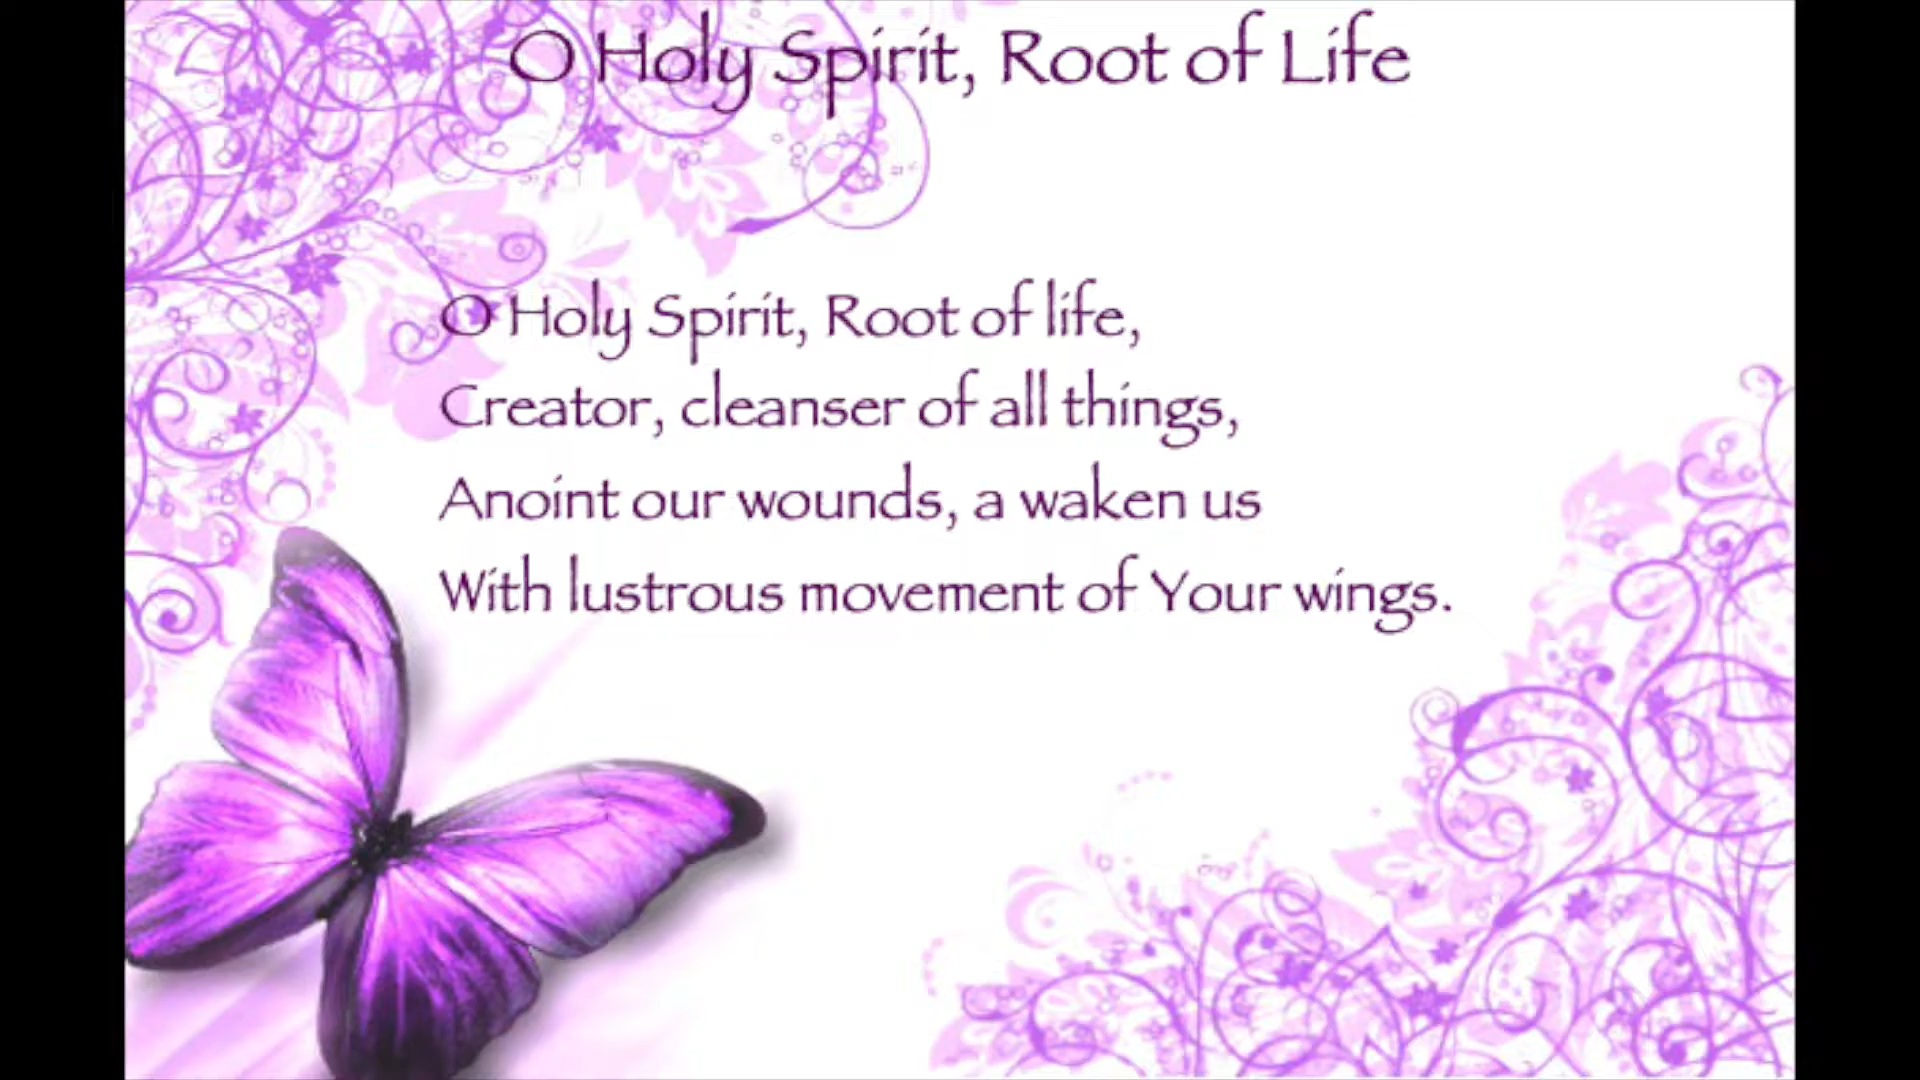 O Holy Spirit, Root of Life
O Holy Spirit, Root of life,
Creator, cleanser of all things,
Anoint our wounds, a waken us
With lustrous movement of Your wings.